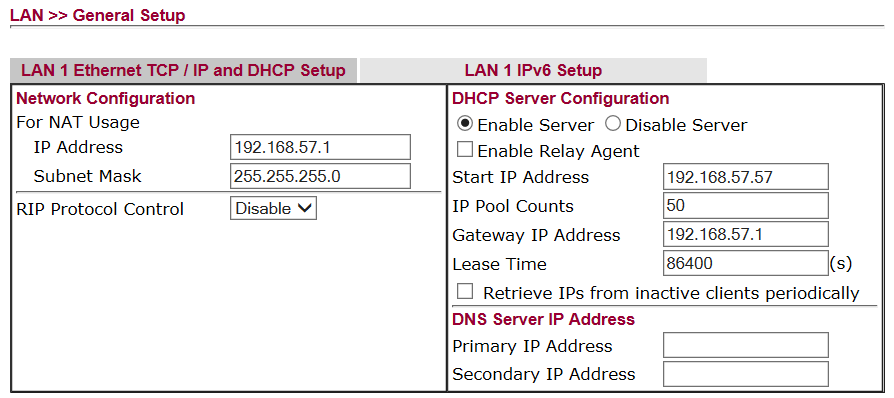 LAN >> General Setup
LAN 1 Ethernet TCP / IP and DHCP Setup
LAN 1 IPv6 Setup
Network Configuration
For NAT Usage
IP Address 192.168.57.1
Subnet Mask 255.255.255.0
RIP Protocol Control Disable
DHCP Server Configuration
Enable Server Disable Server
Enable Relay Agent
Start IP Address 192.168.57.57
IP Pool Counts 50
Gateway IP Address 192.168.57.1
Lease Time 86400 (s)
Retrieve IPs from inactive clients periodically
DNS Server IP Address
Primary IP Address
Secondary IP Address